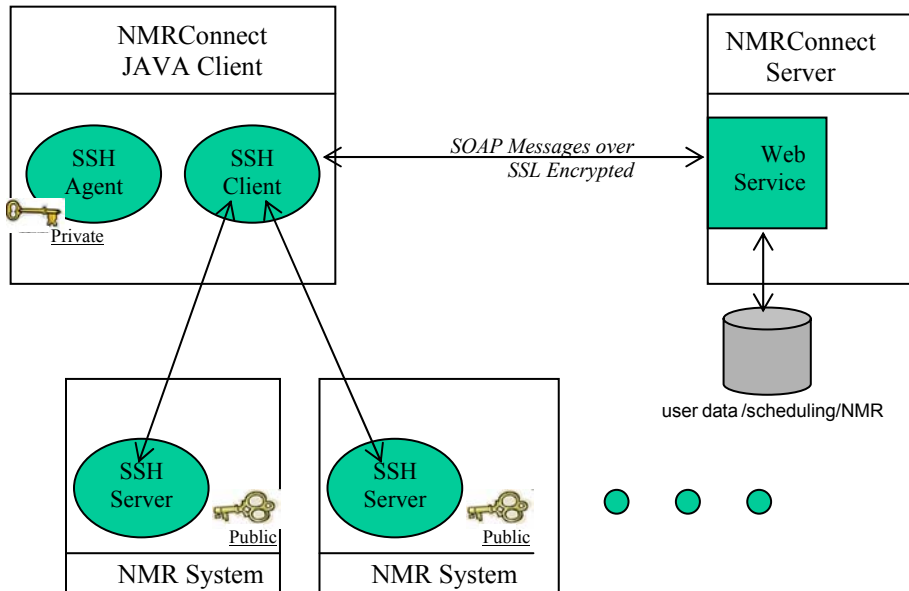 NMRConnect
JAVA Client
NMRConnect
Server
SSH
Agent
SSH
Client
SOAP Messages over
SSL Encrypted
Web
Service
Private
user data /scheduling/NMR
SSH
Server
Public
SSH
Server
Public
NMR System
NMR System